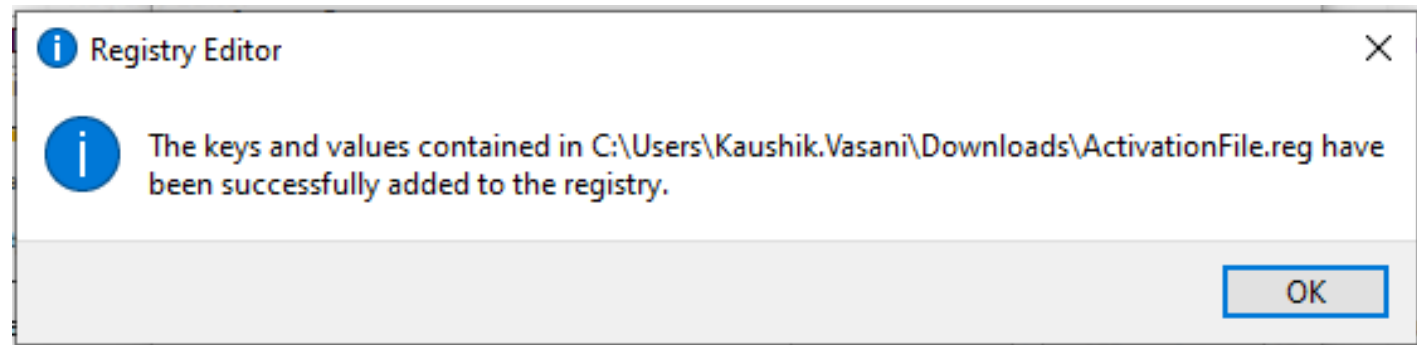 Registry Editor
The keys and values contained in C:\Users\Kaushik.Vasani\Downloads\ActivationFile.reg have
been successfully added to the registry.
OK